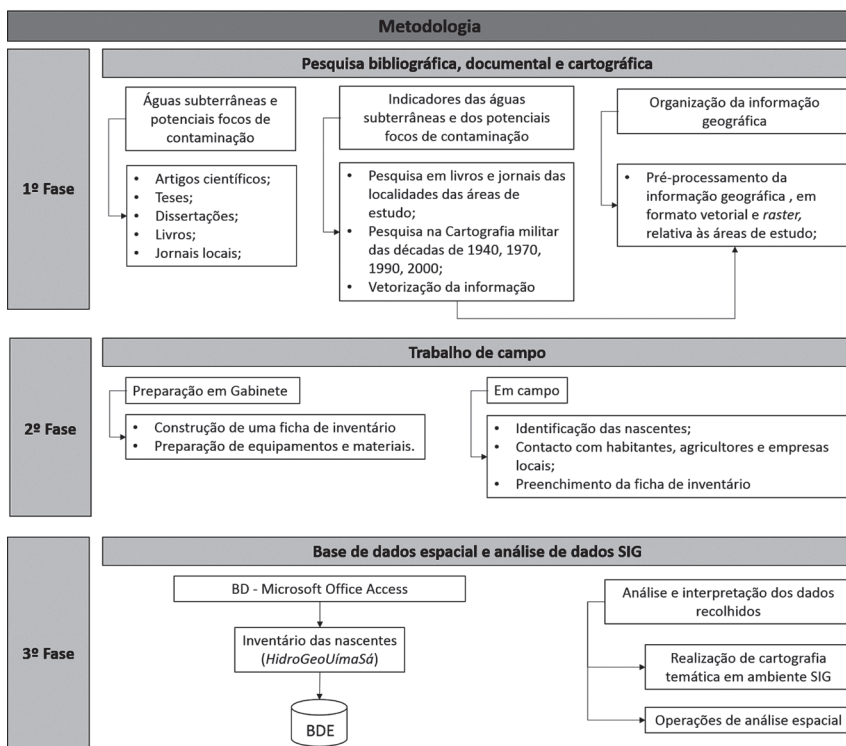 Metodologia
1º Fase
Pesquisa bibliográfica, documental e cartográfica
Águas subterrâneas e
potenciais focos de
contaminação
• Artigos científicos;
• Teses;
• Dissertações;
• Livros;
• Jornais locais;
Indicadores das águas
subterrâneas e dos potenciais
focos de contaminação
• Pesquisa em livros e jornais das
localidades das áreas de
estudo;
• Pesquisa na Cartografia militar
das décadas de 1940, 1970,
1990, 2000;
• Vetorização da informação
Organização da informação
geográfica
• Pré-processamento da
informação geográfica , em
formato vetorial e raster,
relativa às áreas de estudo;
2º Fase
Trabalho de campo
Preparação em Gabinete
• Construção de uma ficha de inventário
• Preparação de equipamentos e materiais.
Em campo
• Identificação das nascentes;
• Contacto com habitantes, agricultores e empresas
locais;
• Preenchimento da ficha de inventário
3º Fase
Base de dados espacial e análise de dados SIG
BD - Microsoft Office Access
Inventário das nascentes
(HidroGeoUímaSá)
BDE
Análise e interpretação dos dados
recolhidos
Realização de cartografia
temática em ambiente SIG
Operações de análise espacial